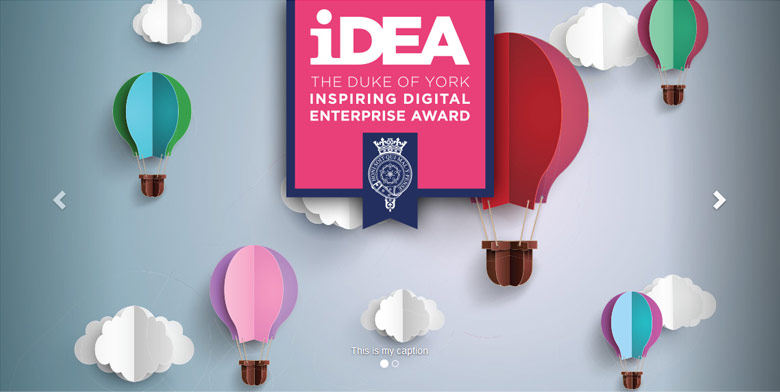 iDEA
THE DUKE OF YORK
INSPIRING DIGITAL
ENTERPRISE AWARD
This is my caption